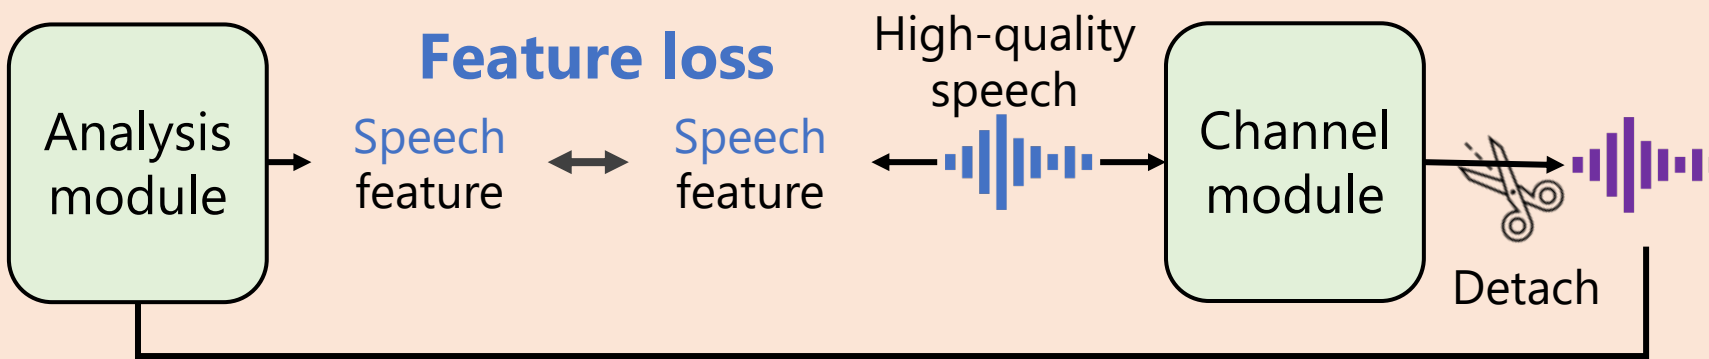 Analysis
module
Feature loss
Speech
feature
Speech
feature
High-quality
speech
Channel
module
Detach